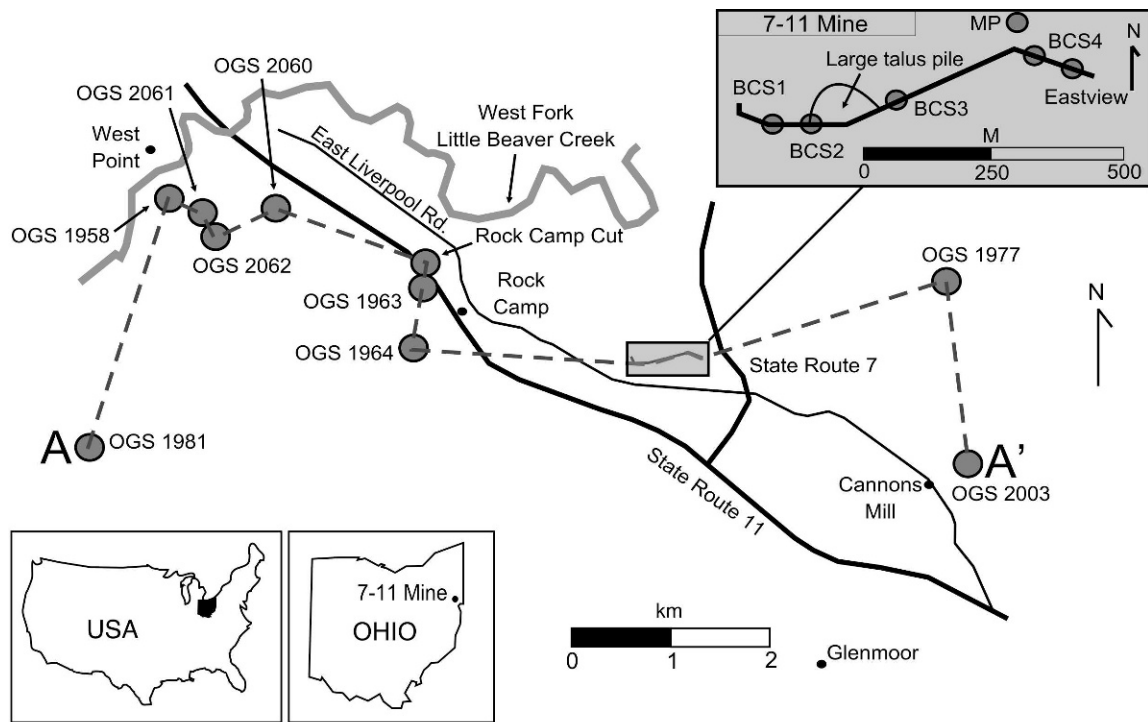 7-11 Mine
MP
N
BCS4
Large talus pile
BCS1
BCS3
Eastview
BCS2
M
0
250
500
OGS 2060
OGS 2061
West
Point
West Fork
Little Beaver Creek
East Liverpool Rd.
OGS 1958
OGS 2062
Rock Camp Cut
OGS 1977
OGS 1963
Rock
Camp
N
OGS 1964
State Route 7
A
OGS 1981
A’
OGS 2003
State Route 11
Cannons
Mill
USA
7-11 Mine
OHIO
km
0
1
2
Glenmoor